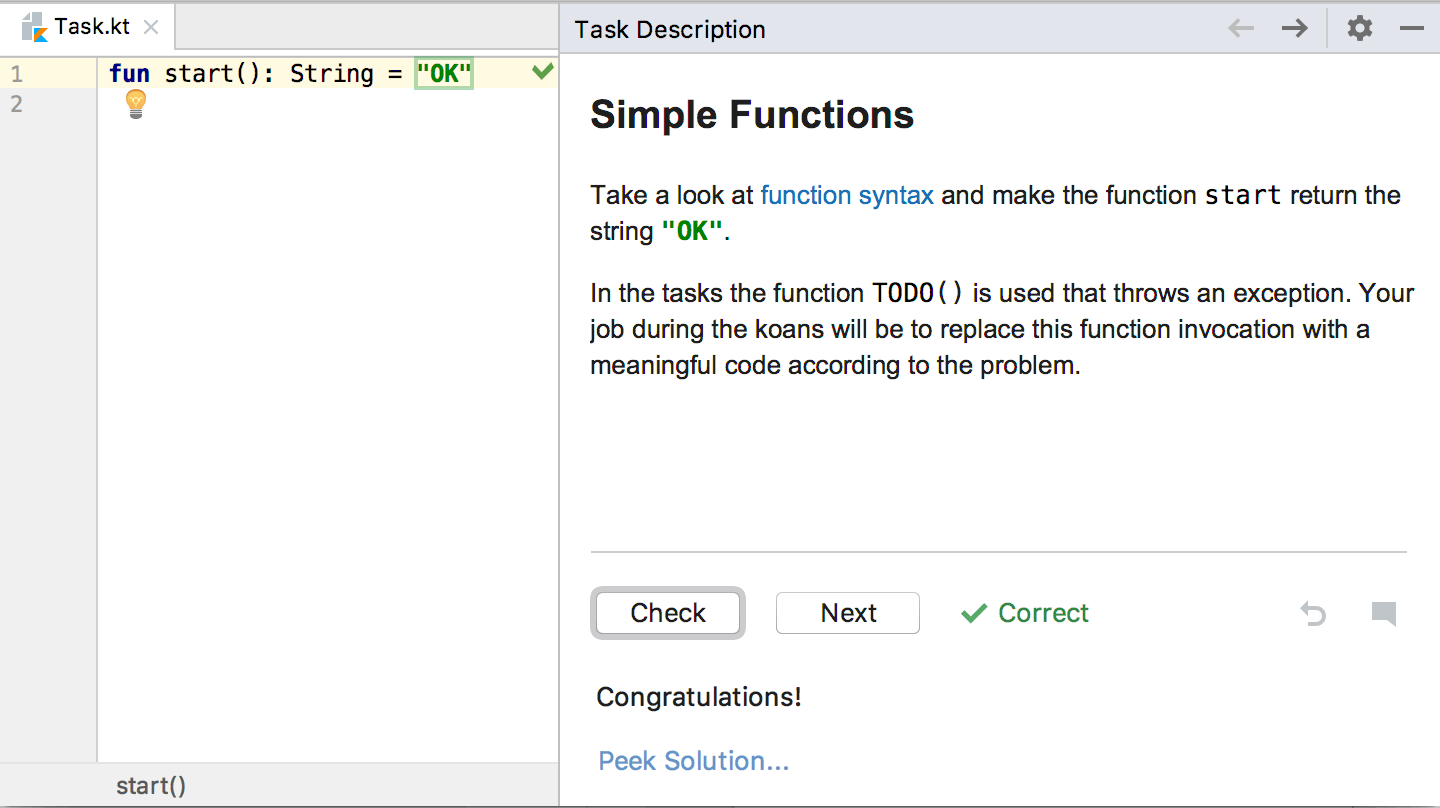 Task.kt
1 fun start(): String = "OK"
2
start()
Task Description
Simple Functions
Take a look at function syntax and make the function start return the
string "OK".
In the tasks the function TODO() is used that throws an exception. Your
job during the koans will be to replace this function invocation with a
meaningful code according to the problem.
Check Next Correct
Congratulations!
Peek Solution...